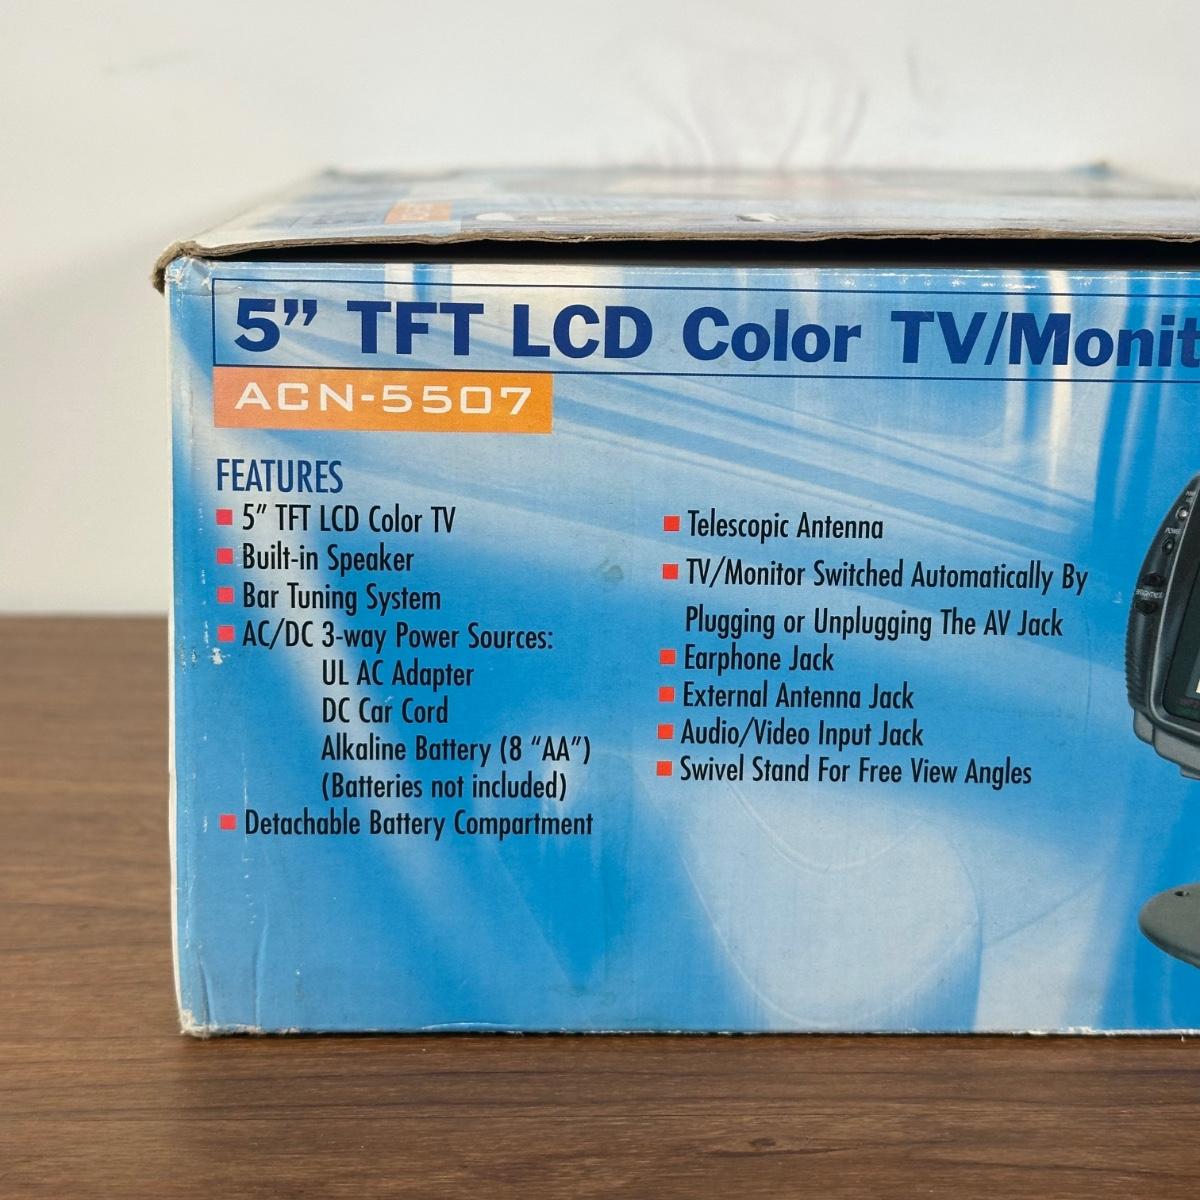 5” TFT LCD Color TV/Monit
ACN-5507
FEATURES
5” TFT LCD Color TV
Built-in Speaker
Bar Tuning System
AC/DC 3-way Power Sources:
UL AC Adapter
DC Car Cord
Alkaline Battery (8 “AA”)
(Batteries not included)
Detachable Battery Compartment
Telescopic Antenna
TV/Monitor Switched Automatically By
Plugging or Unplugging The AV Jack
Earphone Jack
External Antenna Jack
Audio/Video Input Jack
Swivel Stand For Free View Angles